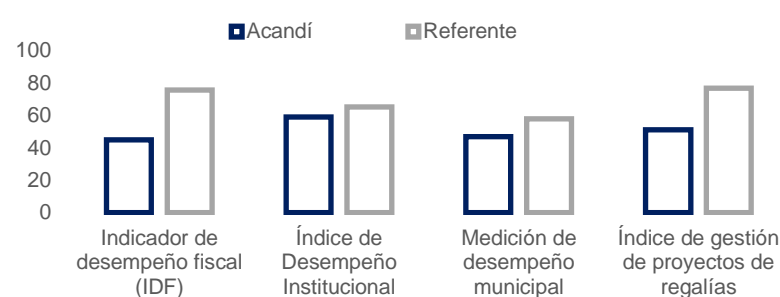 Acandí
Referente
100
80
60
40
20
0
Indicador de
desempeño fiscal
(IDF)
Índice de
Desempeño
Institucional
Medición de
desempeño
municipal
Índice de gestión
de proyectos de
regalías